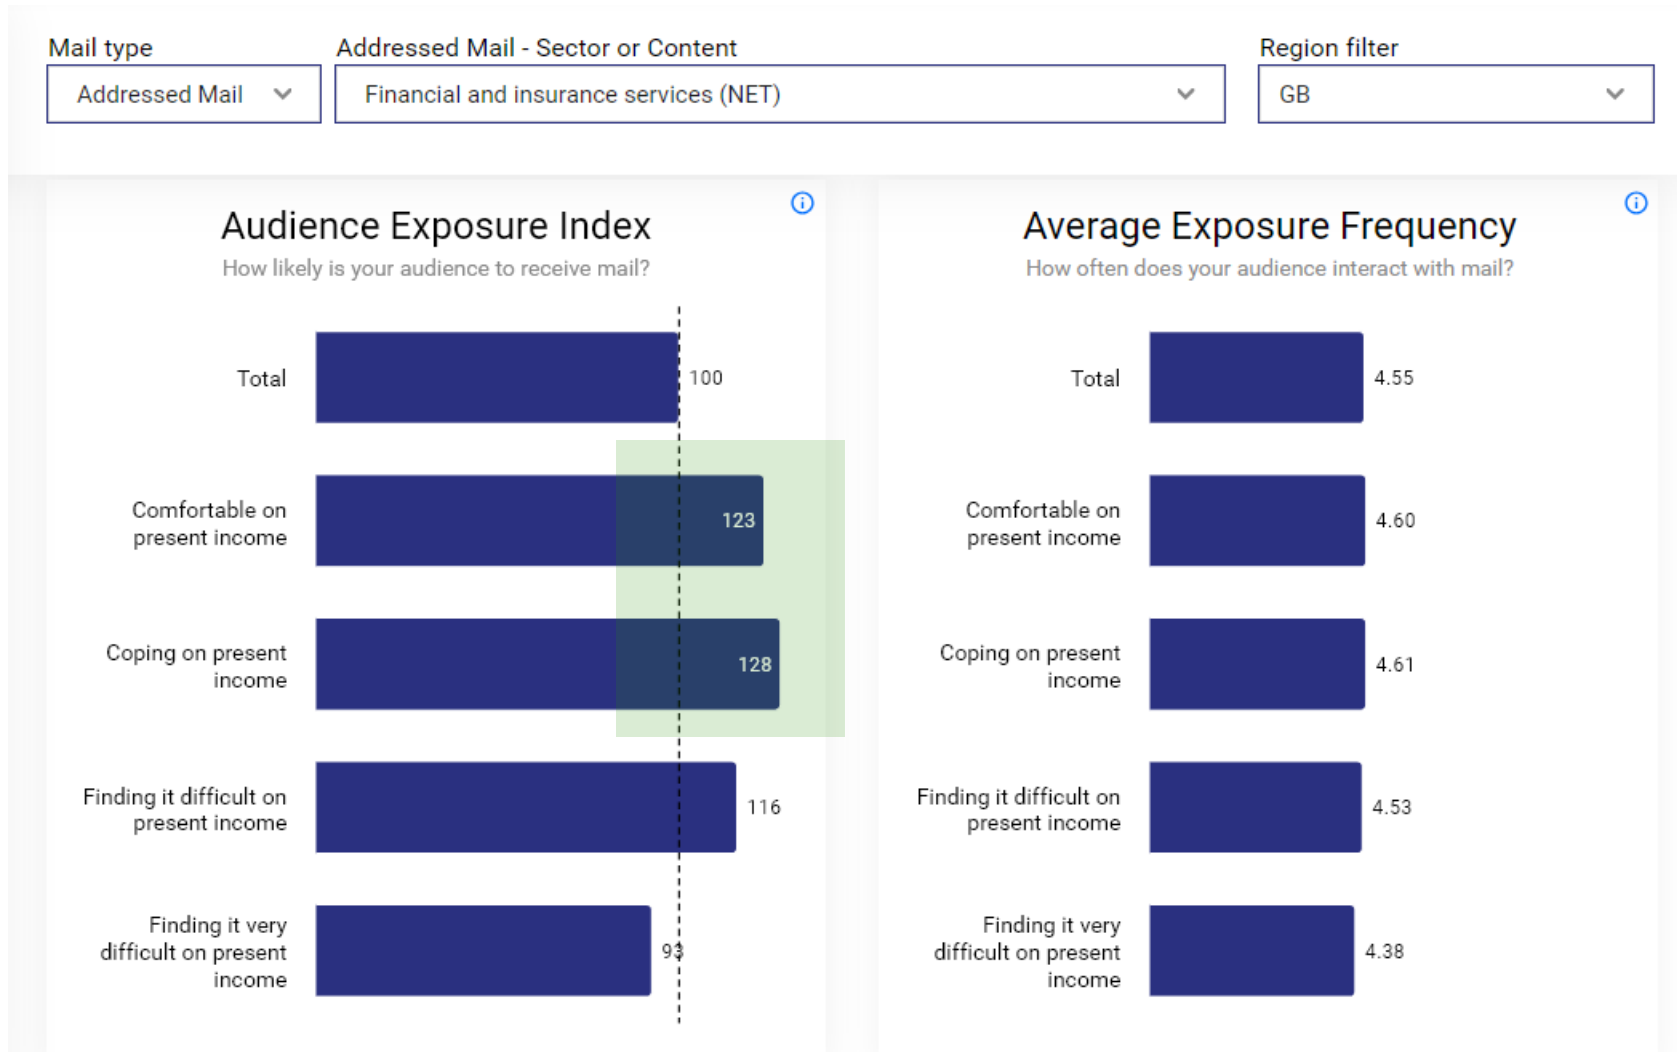 Mail type
Addressed Mail - Sector or Content
Region filter
Addressed Mail
Financial and insurance services (NET)
GB
Audience Exposure Index
How likely is your audience to receive mail?
Total
100
Comfortable on
present income
123
Coping on present
income
128
Finding it difficult on
present income
116
Finding it very
difficult on present
income
93
Average Exposure Frequency
How often does your audience interact with mail?
Total
4.55
Comfortable on
present income
4.60
Coping on present
income
4.61
Finding it difficult on
present income
4.53
Finding it very
difficult on present
income
4.38